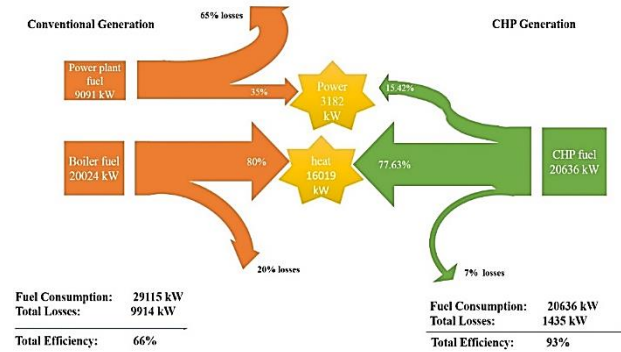 Conventional Generation
65% losses
CHP Generation
Power plant
fuel
9091 kW
35%
Power
3182
kW
15.42%
Boiler fuel
20024 kW
80%
heat
16019
kW
77.63%
CHP fuel
20636 kW
20% losses
7% losses
Fuel Consumption: 29115 kW
Total Losses: 9914 kW
Total Efficiency: 66%
Fuel Consumption: 20636 kW
Total Losses: 1435 kW
Total Efficiency: 93%